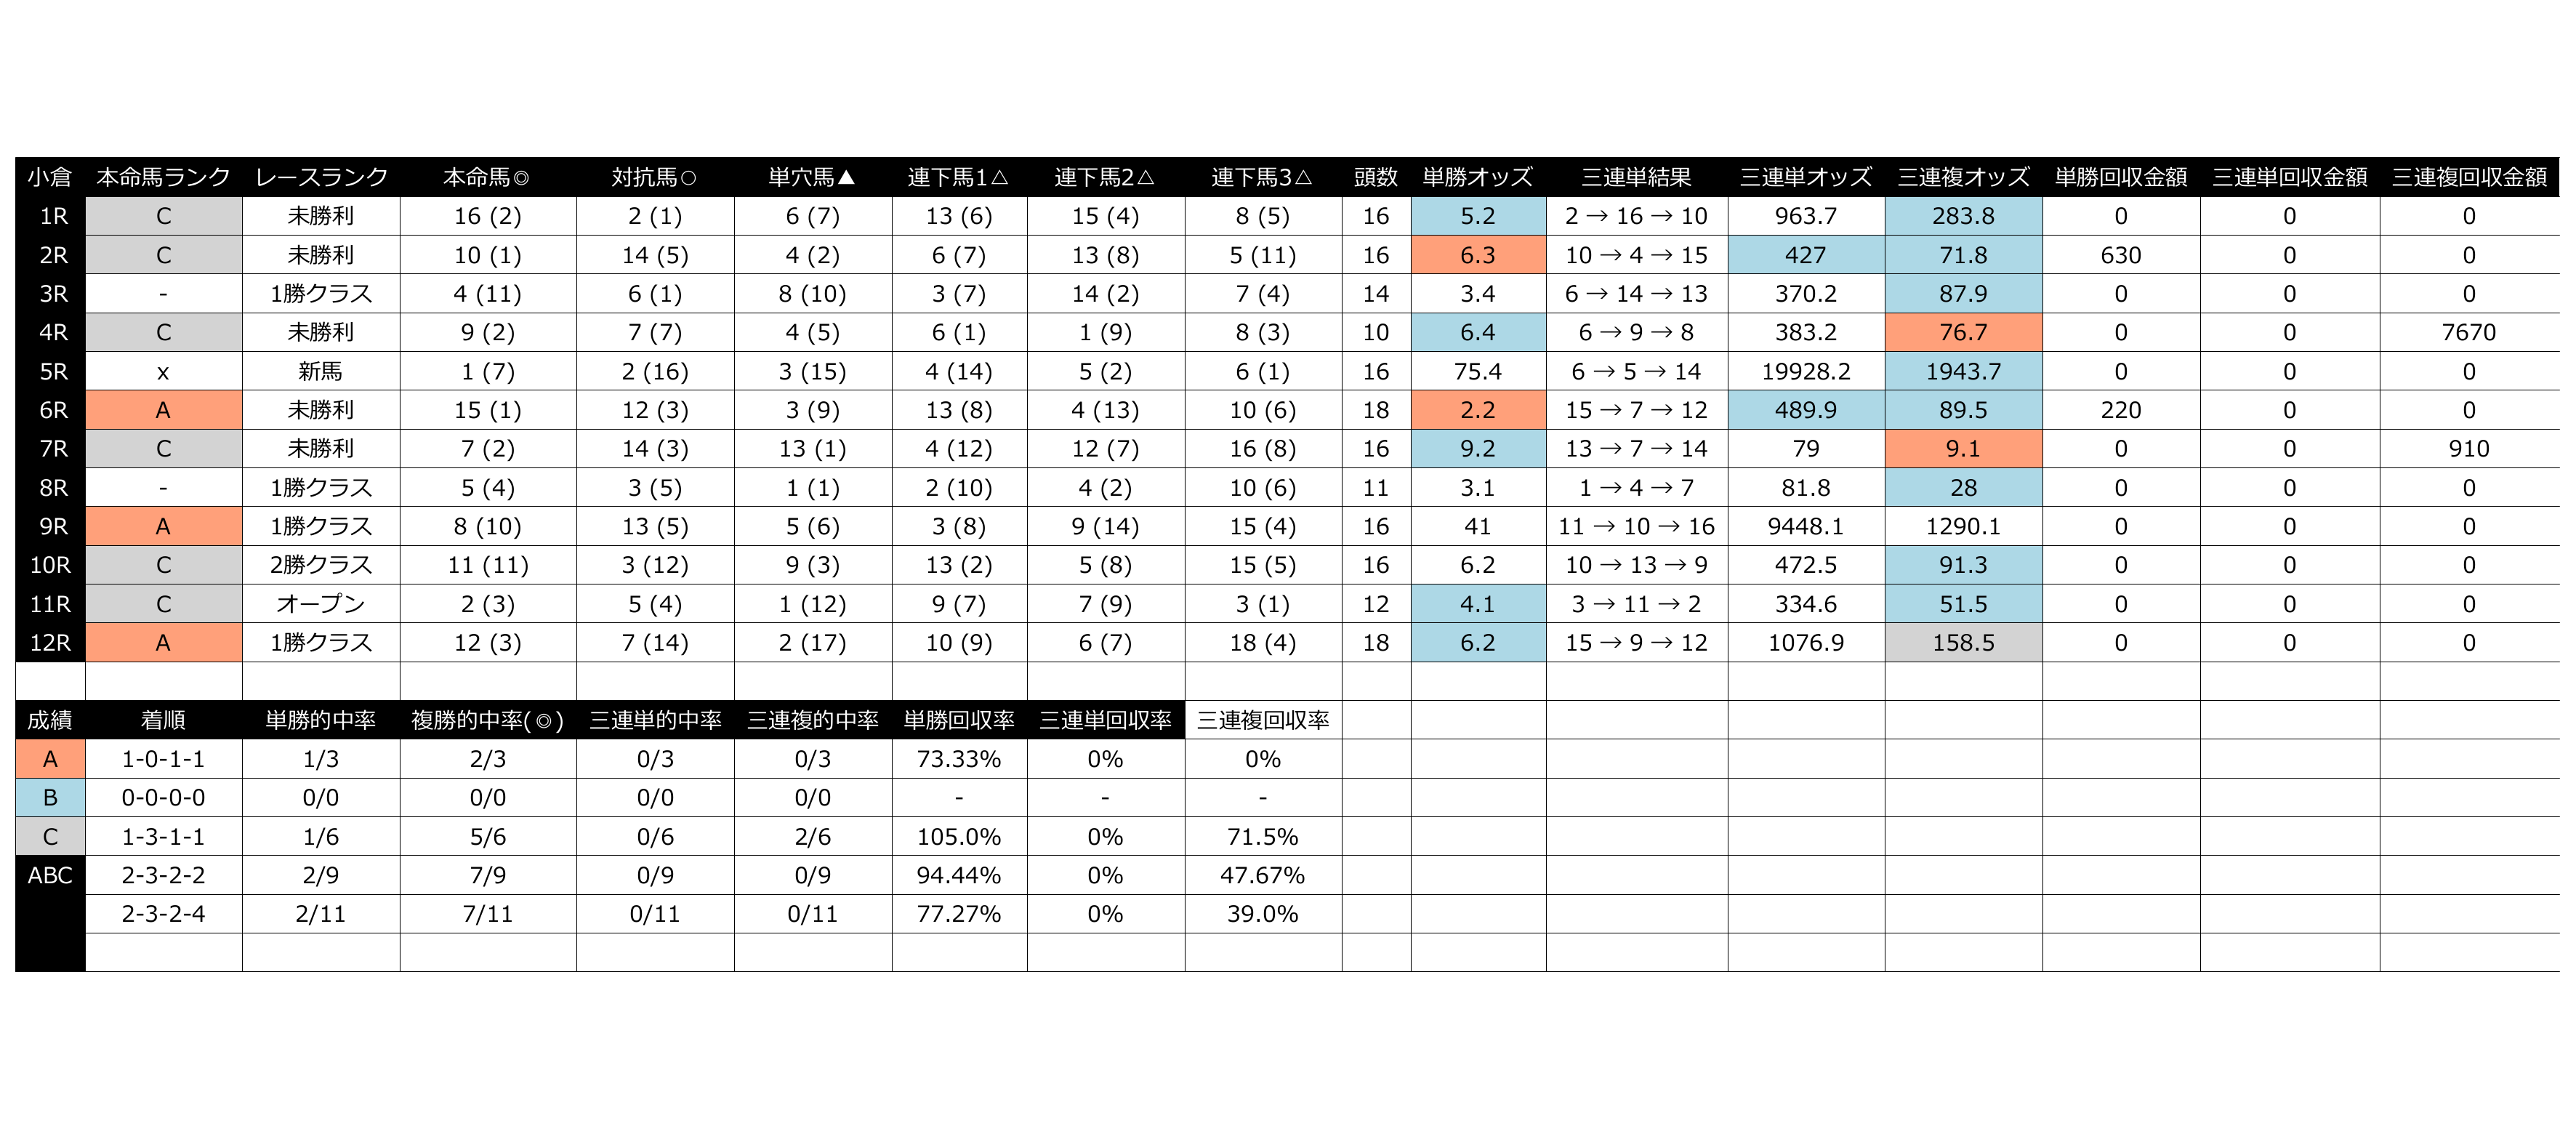 小倉 本命馬ランク レースランク 本命馬◎ 対抗馬○ 単穴馬▲ 連下馬1△ 連下馬2△ 連下馬3△ 頭数 単勝オッズ 三連単結果 三連単オッズ 三連複オッズ 単勝回収金額 三連単回収金額 三連複回収金額
1R C 未勝利 16 (2) 2 (1) 6 (7) 13 (6) 15 (4) 8 (5) 16 5.2 2 → 16 → 10 963.7 283.8 0 0 0
2R C 未勝利 10 (1) 14 (5) 4 (2) 6 (7) 13 (8) 5 (11) 16 6.3 10 → 4 → 15 427 71.8 630 0 0
3R - 1勝クラス 4 (11) 6 (1) 8 (10) 3 (7) 14 (2) 7 (4) 14 3.4 6 → 14 → 13 370.2 87.9 0 0 0
4R C 未勝利 9 (2) 7 (7) 4 (5) 6 (1) 1 (9) 8 (3) 10 6.4 6 → 9 → 8 383.2 76.7 0 0 7670
5R x 新馬 1 (7) 2 (16) 3 (15) 4 (14) 5 (2) 6 (1) 16 75.4 6 → 5 → 14 19928.2 1943.7 0 0 0
6R A 未勝利 15 (1) 12 (3) 3 (9) 13 (8) 4 (13) 10 (6) 18 2.2 15 → 7 → 12 489.9 89.5 220 0 0
7R C 未勝利 7 (2) 14 (3) 13 (1) 4 (12) 12 (7) 16 (8) 16 9.2 13 → 7 → 14 79 9.1 0 0 910
8R - 1勝クラス 5 (4) 3 (5) 1 (1) 2 (10) 4 (2) 10 (6) 11 3.1 1 → 4 → 7 81.8 28 0 0 0
9R A 1勝クラス 8 (10) 13 (5) 5 (6) 3 (8) 9 (14) 15 (4) 16 41 11 → 10 → 16 9448.1 1290.1 0 0 0
10R C 2勝クラス 11 (11) 3 (12) 9 (3) 13 (2) 5 (8) 15 (5) 16 6.2 10 → 13 → 9 472.5 91.3 0 0 0
11R C オープン 2 (3) 5 (4) 1 (12) 9 (7) 7 (9) 3 (1) 12 4.1 3 → 11 → 2 334.6 51.5 0 0 0
12R A 1勝クラス 12 (3) 7 (14) 2 (17) 10 (9) 6 (7) 18 (4) 18 6.2 15 → 9 → 12 1076.9 158.5 0 0 0
成績 着順 単勝的中率 複勝的中率(◎) 三連単的中率 三連複的中率 単勝回収率 三連単回収率 三連複回収率
A 1-0-1-1 1/3 2/3 0/3 0/3 73.33% 0% 0%
B 0-0-0-0 0/0 0/0 0/0 0/0 - - -
C 1-3-1-1 1/6 5/6 0/6 2/6 105.0% 0% 71.5%
ABC 2-3-2-2 2/9 7/9 0/9 0/9 94.44% 0% 47.67%
2-3-2-4 2/11 7/11 0/11 0/11 77.27% 0% 39.0%